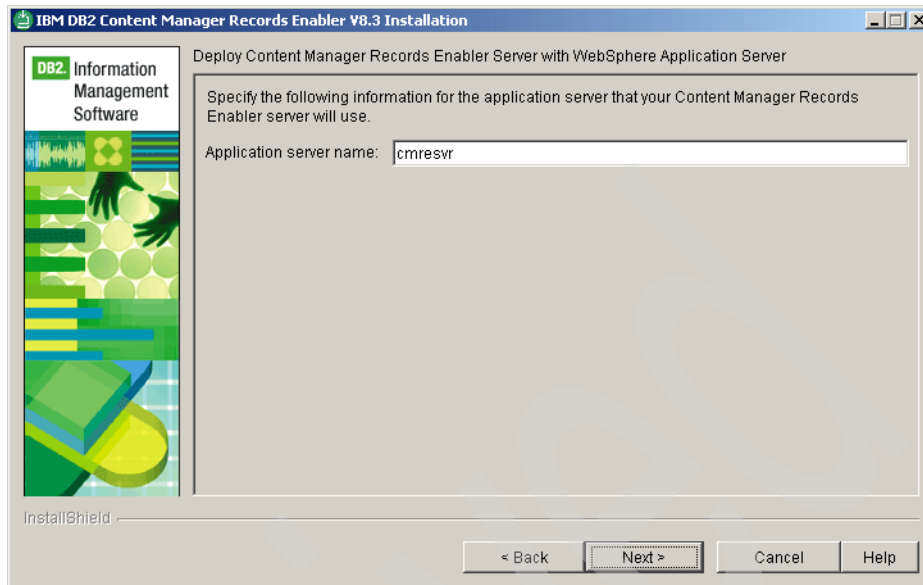 IBM DB2 Content Manager Records Enabler V8.3 Installation
DB2. Information
Management
Software
Deploy Content Manager Records Enabler Server with WebSphere Application Server
Specify the following information for the application server that your Content Manager Records
Enabler server will use.
Application server name: cmresvr
InstallShield
< Back Next > Cancel Help